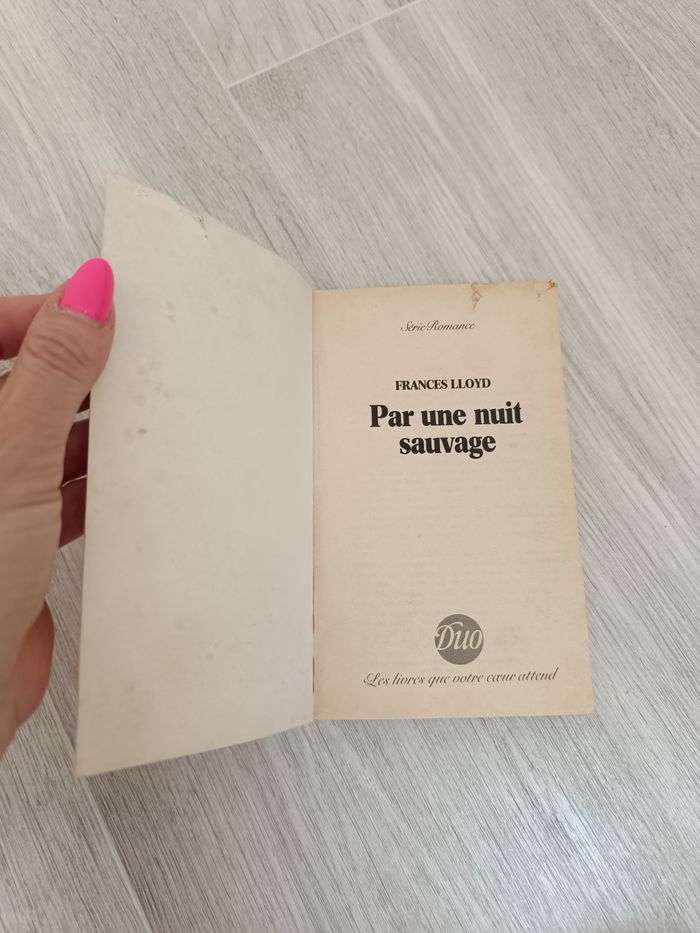 Série Romance
FRANCES LLOYD
Par une nuit
sauvage
Duo
Les livres que votre cœur attend